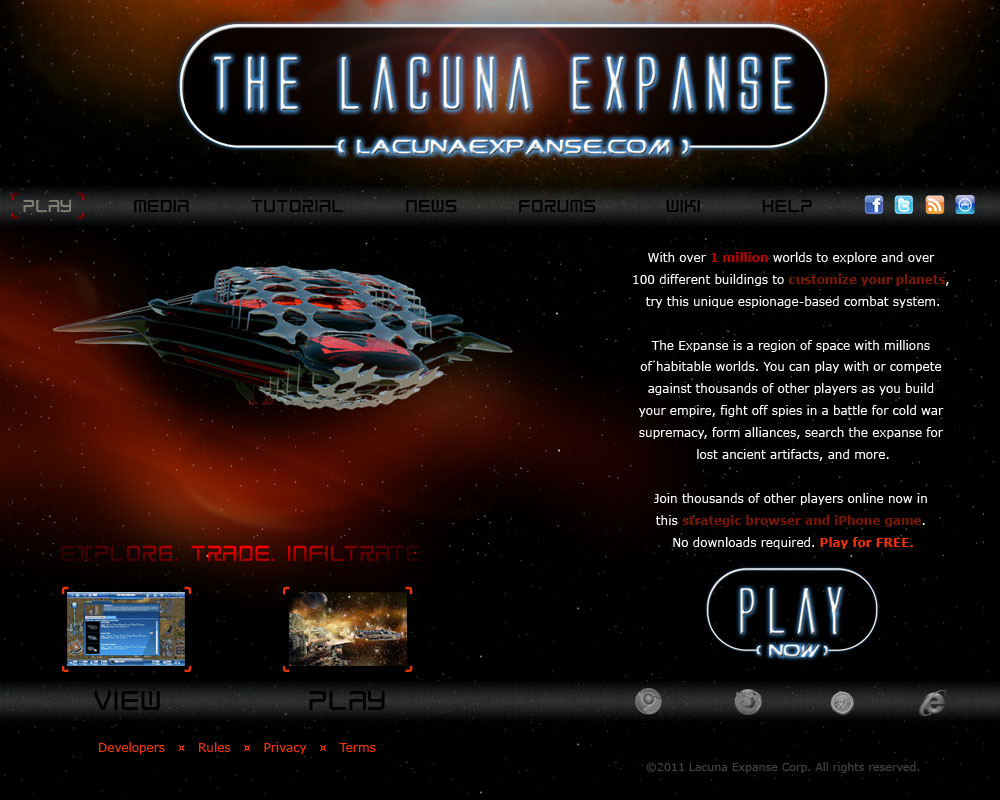 THE LACUNA EXPANSE
LACUNAEXPANSE.COM
PLAY MEDIA TUTORIAL NEWS FORUMS WIKI HELP
With over 1 million worlds to explore and over
100 different buildings to customize your planets,
try this unique espionage-based combat system.
The Expanse is a region of space with millions
of habitable worlds. You can play with or compete
against thousands of other players as you build
your empire, fight off spies in a battle for cold war
supremacy, form alliances, search the expanse for
lost ancient artifacts, and more.
Join thousands of other players online now in
this strategic browser and iPhone game.
No downloads required. Play for FREE.
EXPLORE. TRADE. INFILTRATE
PLAY
NOW
VIEW PLAY
Developers ¤ Rules ¤ Privacy ¤ Terms
©2011 Lacuna Expanse Corp. All rights reserved.